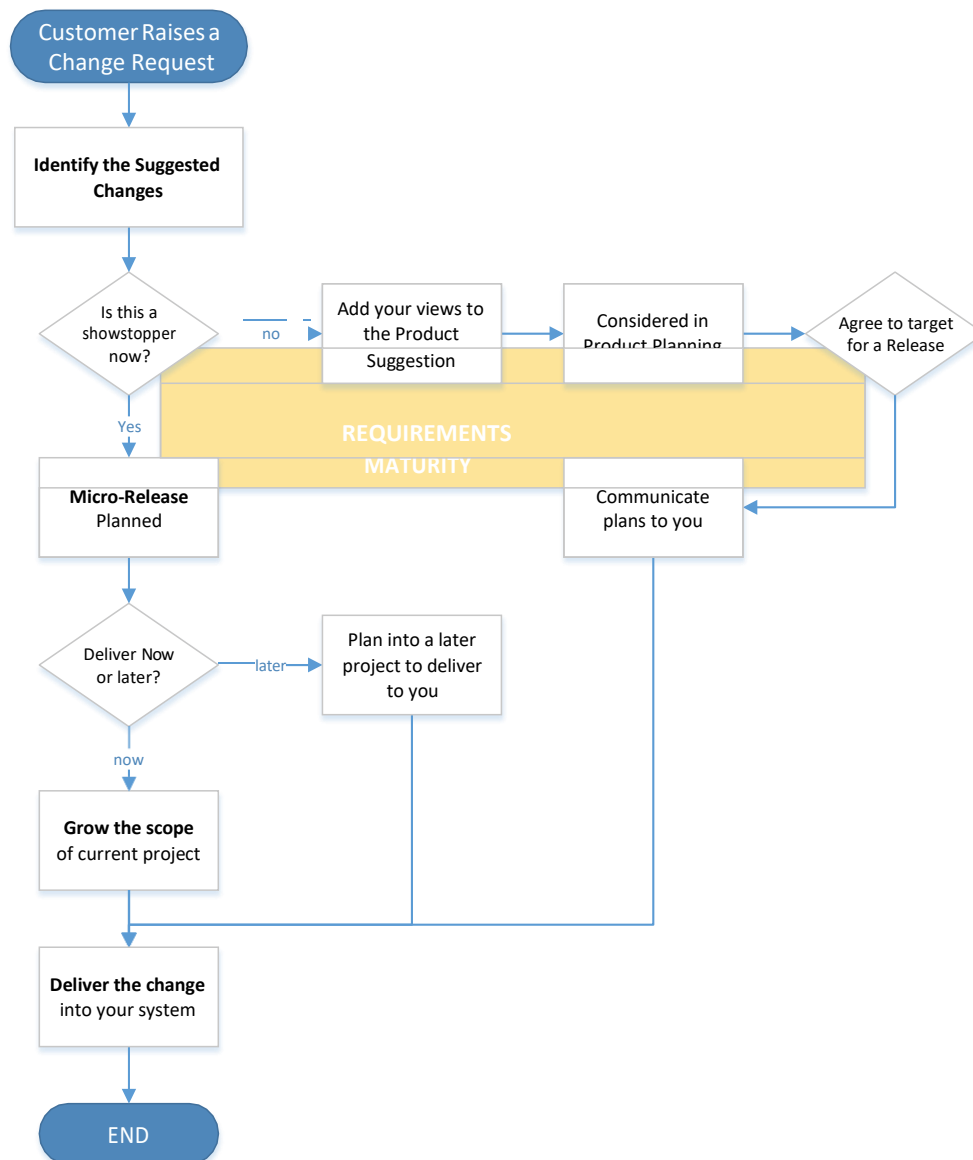 Customer Raises a
Change Request
Identify the Suggested
Changes
Is this a
showstopper
now?
no
Add your views to
the Product
Suggestion
Considered in
Product Planning
Agree to target
for a Release
Yes
REQUIREMENTS
MATURITY
Micro-Release
Planned
Communicate
plans to you
Deliver Now
or later?
later
Plan into a later
project to deliver
to you
now
Grow the scope
of current project
Deliver the change
into your system
END